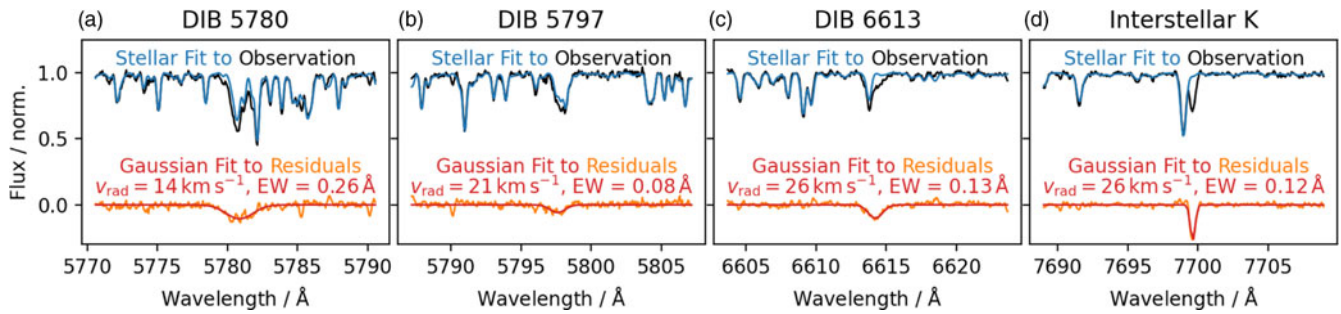 (a) DIB 5780
(b) DIB 5797
(c) DIB 6613
(d) Interstellar K
Flux / norm.
1.0
0.5
0.0
Stellar Fit to Observation
Gaussian Fit to Residuals
v_rad = 14 km s⁻¹, EW = 0.26 Å
5770 5775 5780 5785 5790
Wavelength / Å
Stellar Fit to Observation
Gaussian Fit to Residuals
v_rad = 21 km s⁻¹, EW = 0.08 Å
5790 5795 5800 5805
Wavelength / Å
Stellar Fit to Observation
Gaussian Fit to Residuals
v_rad = 26 km s⁻¹, EW = 0.13 Å
6605 6610 6615 6620
Wavelength / Å
Stellar Fit to Observation
Gaussian Fit to Residuals
v_rad = 26 km s⁻¹, EW = 0.12 Å
7690 7695 7700 7705
Wavelength / Å